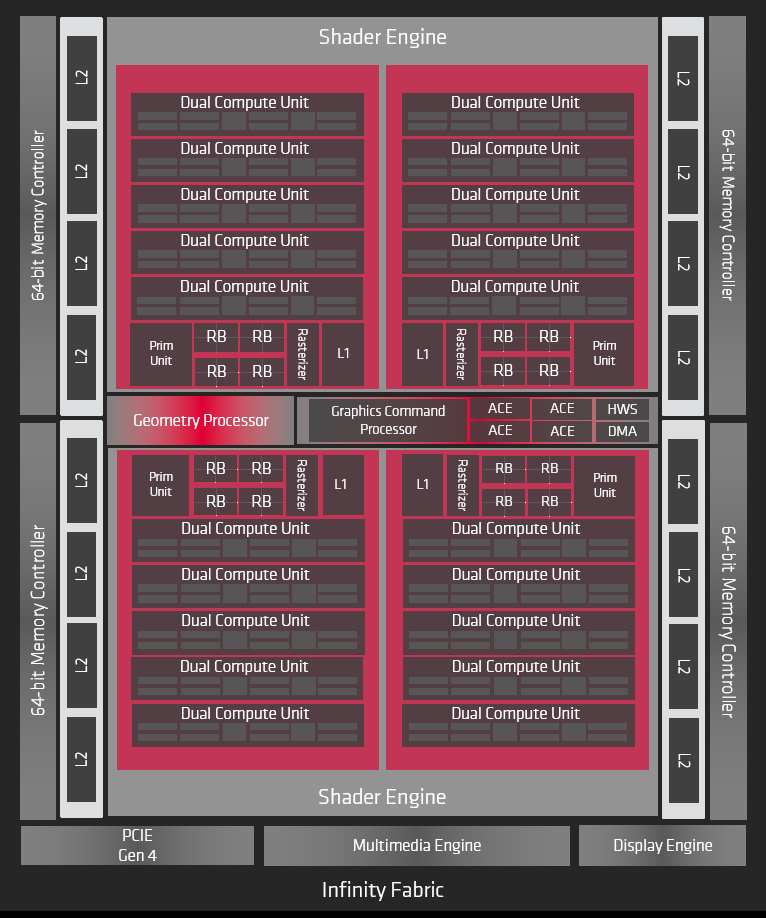 Shader Engine
64-bit Memory Controller
L2
L2
L2
L2
Dual Compute Unit
Dual Compute Unit
Dual Compute Unit
Dual Compute Unit
Dual Compute Unit
Prim
Unit
RB
RB
RB
RB
Rasterizer
L1
Dual Compute Unit
Dual Compute Unit
Dual Compute Unit
Dual Compute Unit
Dual Compute Unit
L1
Rasterizer
RB
RB
RB
RB
Prim
Unit
L2
L2
L2
L2
64-bit Memory Controller
Geometry Processor
Graphics Command
Processor
ACE
ACE
ACE
ACE
HWS
DMA
64-bit Memory Controller
L2
L2
L2
L2
Prim
Unit
RB
RB
RB
RB
Rasterizer
L1
Dual Compute Unit
Dual Compute Unit
Dual Compute Unit
Dual Compute Unit
Dual Compute Unit
L1
Rasterizer
RB
RB
RB
RB
Prim
Unit
Dual Compute Unit
Dual Compute Unit
Dual Compute Unit
Dual Compute Unit
Dual Compute Unit
L2
L2
L2
L2
64-bit Memory Controller
Shader Engine
PCIE
Gen 4
Multimedia Engine
Display Engine
Infinity Fabric